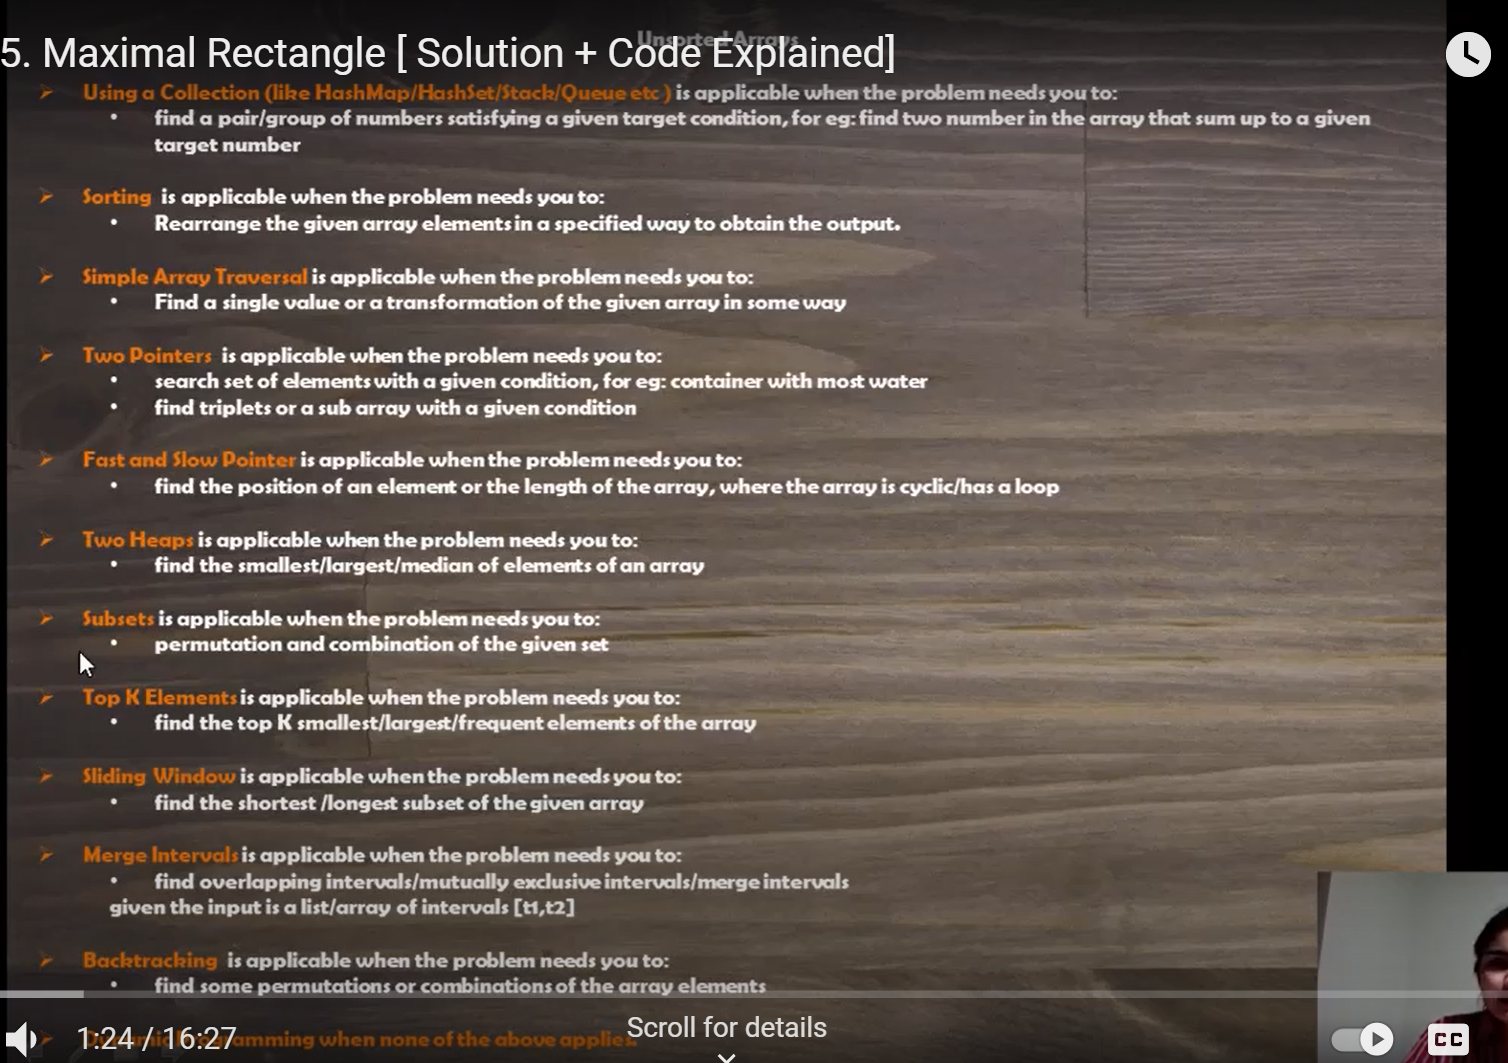 Unsorted Arrays
5. Maximal Rectangle [ Solution + Code Explained]
Using a Collection (like HashMap/HashSet/Stack/Queue etc ) is applicable when the problem needs you to:
• find a pair/group of numbers satisfying a given target condition, for eg: find two number in the array that sum up to a given
target number
Sorting is applicable when the problem needs you to:
• Rearrange the given array elements in a specified way to obtain the output.
Simple Array Traversal is applicable when the problem needs you to:
• Find a single value or a transformation of the given array in some way
Two Pointers is applicable when the problem needs you to:
• search set of elements with a given condition, for eg: container with most water
• find triplets or a sub array with a given condition
Fast and Slow Pointer is applicable when the problem needs you to:
• find the position of an element or the length of the array, where the array is cyclic/has a loop
Two Heaps is applicable when the problem needs you to:
• find the smallest/largest/median of elements of an array
Subsets is applicable when the problem needs you to:
• permutation and combination of the given set
Top K Elements is applicable when the problem needs you to:
• find the top K smallest/largest/frequent elements of the array
Sliding Window is applicable when the problem needs you to:
• find the shortest /longest subset of the given array
Merge Intervals is applicable when the problem needs you to:
• find overlapping intervals/mutually exclusive intervals/merge intervals
given the input is a list/array of intervals [t1,t2]
Backtracking is applicable when the problem needs you to:
• find some permutations or combinations of the array elements
Scroll for details
1:24 / 16:27
when none of the above applies
CC